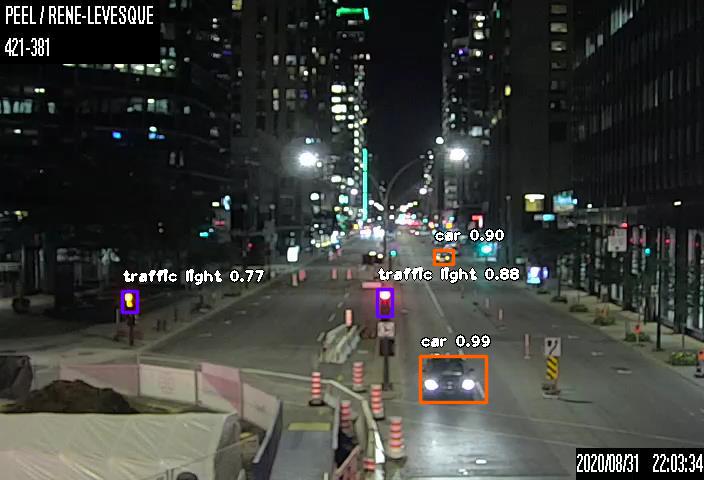 PEEL / RENE-LEVESQUE
421-381
car 0.90
traffic light 0.77
traffic light 0.88
car 0.99
2020/08/31 22:03:34